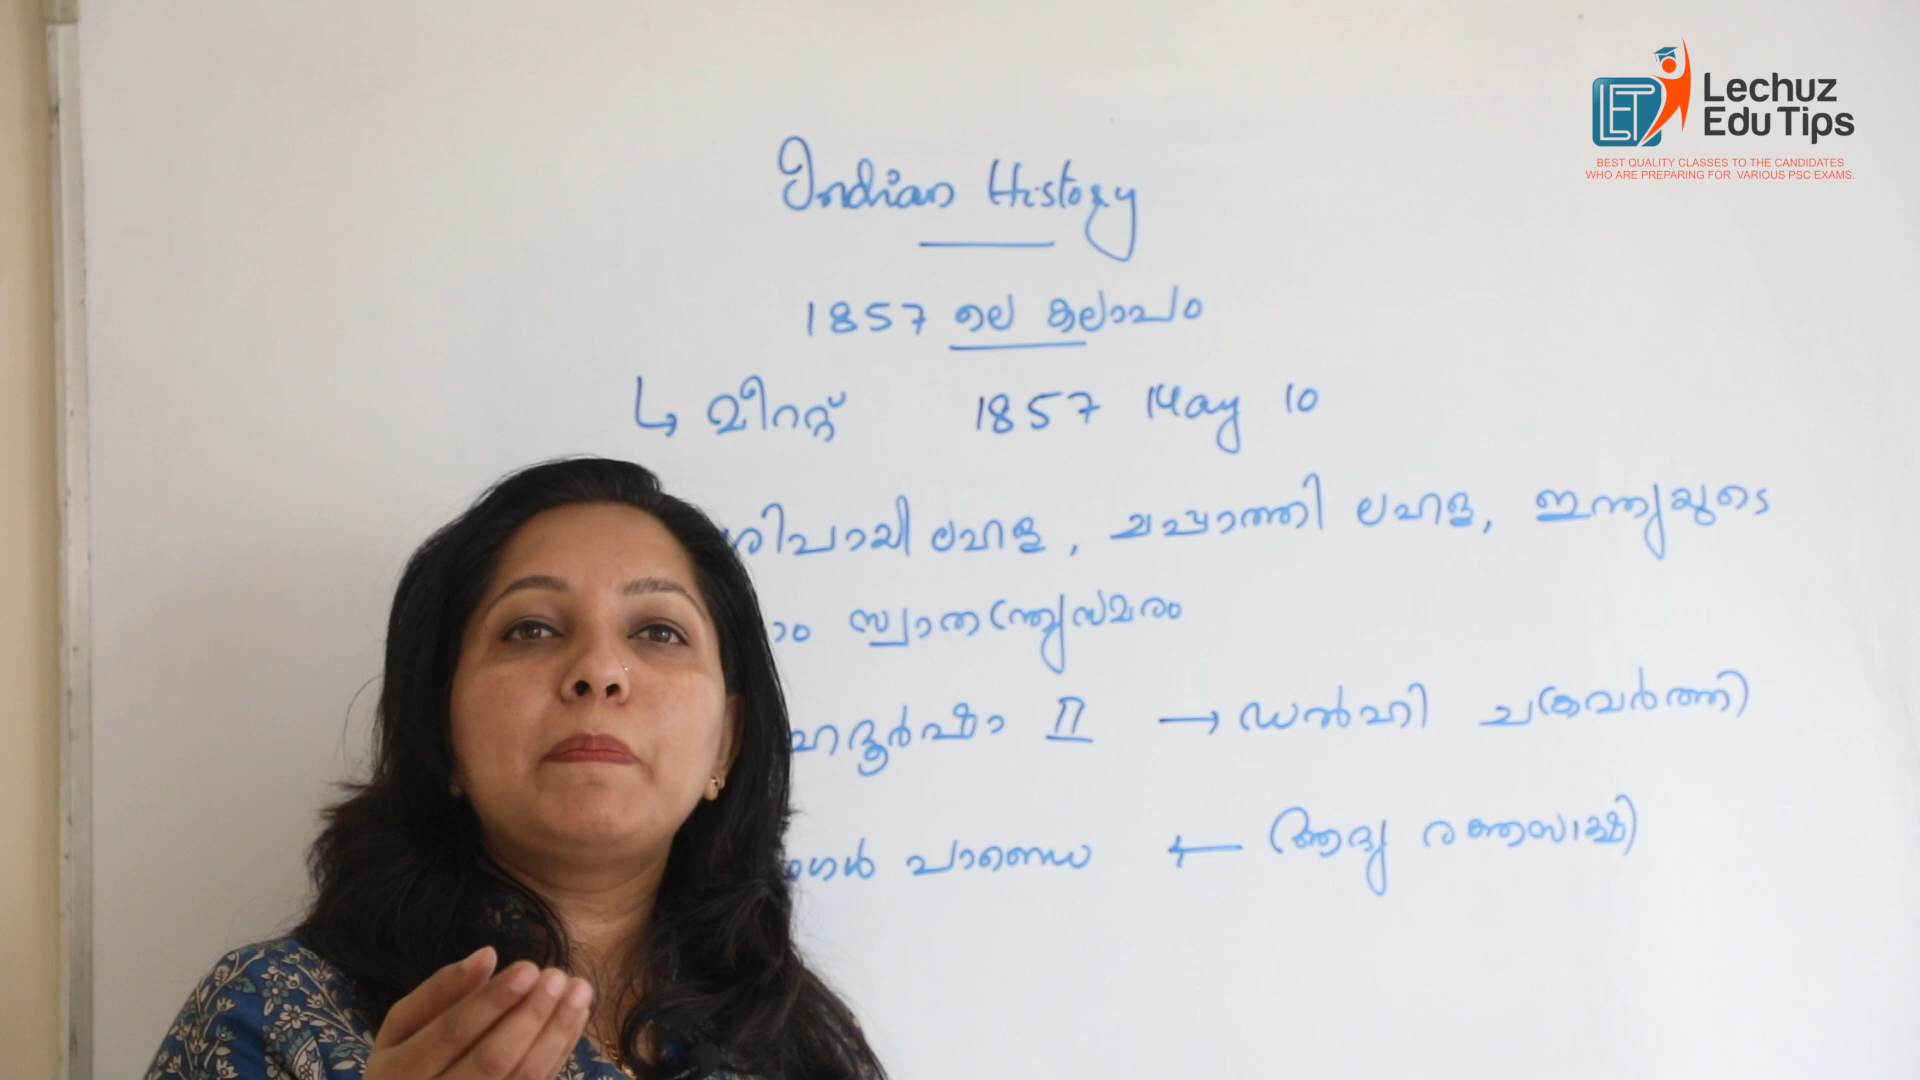 Lechuz
Edu Tips
BEST QUALITY CLASSES TO THE CANDIDATES
WHO ARE PREPARING FOR VARIOUS PSC EXAMS.
Indian History
1857 ലെ കലാപം
↳ മീററ്റ് 1857 May 10
ശിപായി ലഹള, ചപ്പാത്തി ലഹള, ഇന്ത്യയുടെ
സ്വാതന്ത്ര്യസമരം
ഹദൂർഷാ II → ഡൽഹി ചക്രവർത്തി
ഗൾ പാണ്ഡെ ← ആദ്യ രക്തസാക്ഷി